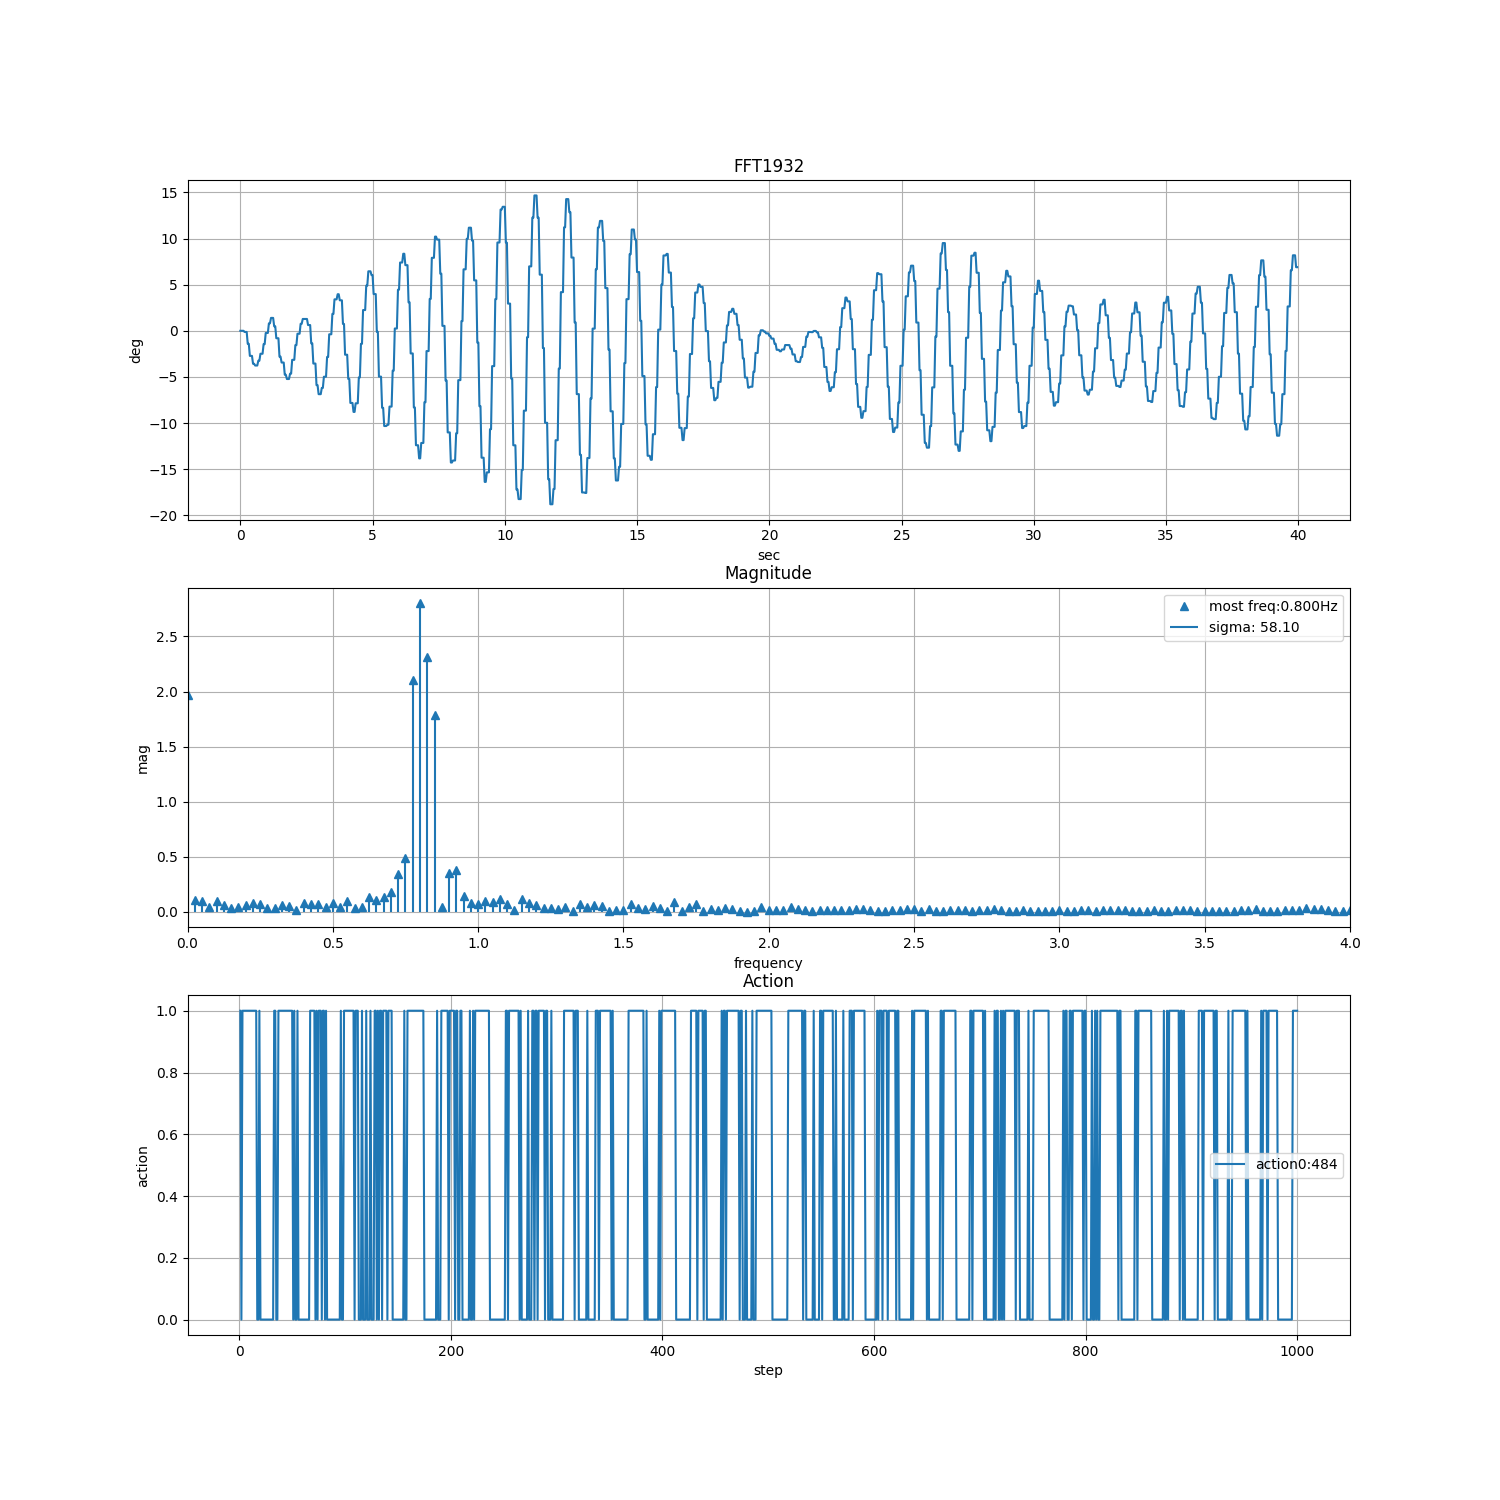 FFT1932
15
10
5
0
−5
−10
−15
−20
deg
0 5 10 15 20 25 30 35 40
sec
Magnitude
most freq:0.800Hz
sigma: 58.10
2.5
2.0
1.5
1.0
0.5
0.0
mag
0.0 0.5 1.0 1.5 2.0 2.5 3.0 3.5 4.0
frequency
Action
1.0
0.8
0.6
0.4
0.2
0.0
action
action0:484
0 200 400 600 800 1000
step